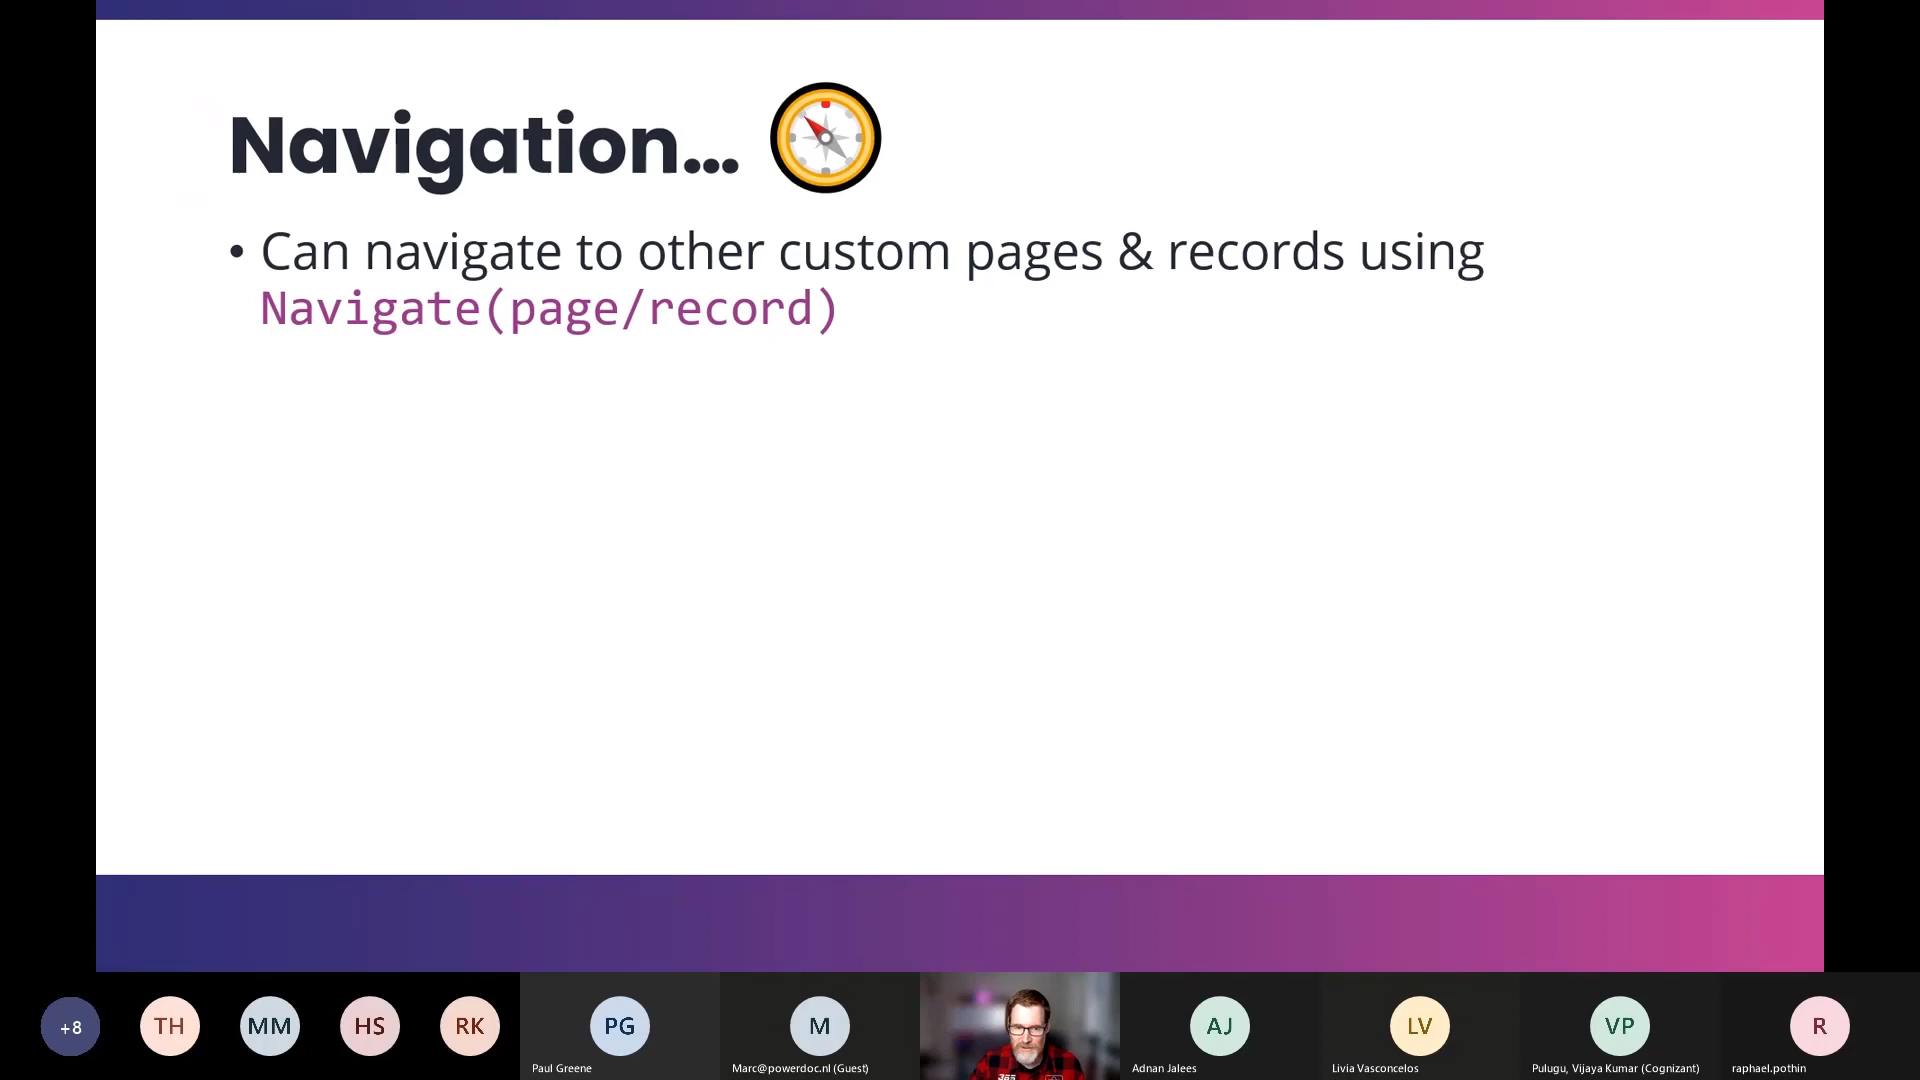 Navigation...
• Can navigate to other custom pages & records using
Navigate(page/record)
+8
TH
MM
HS
RK
PG
Paul Greene
M
Marc@powerdoc.nl (Guest)
AJ
Adnan Jalees
LV
Livia Vasconcelos
VP
Pulugu, Vijaya Kumar (Cognizant)
R
raphael.pothin